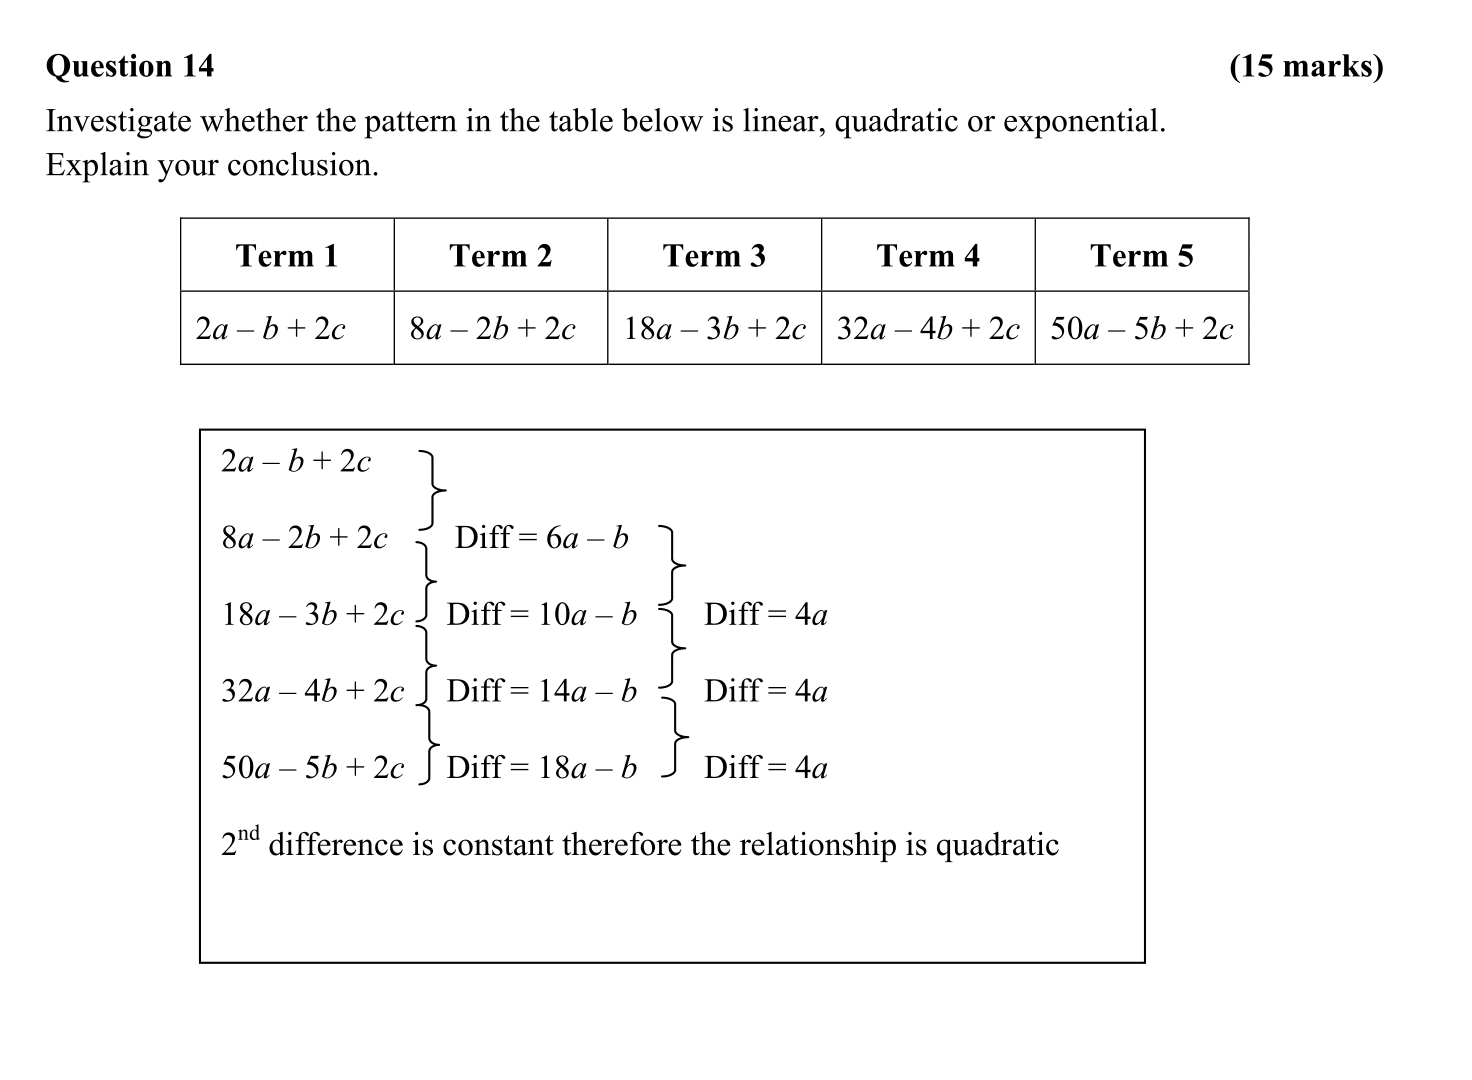 Question 14 (15 marks)
Investigate whether the pattern in the table below is linear, quadratic or exponential.
Explain your conclusion.
Term 1 Term 2 Term 3 Term 4 Term 5
2a – b + 2c 8a – 2b + 2c 18a – 3b + 2c 32a – 4b + 2c 50a – 5b + 2c
2a – b + 2c
8a – 2b + 2c Diff = 6a – b
18a – 3b + 2c Diff = 10a – b Diff = 4a
32a – 4b + 2c Diff = 14a – b Diff = 4a
50a – 5b + 2c Diff = 18a – b Diff = 4a
2nd difference is constant therefore the relationship is quadratic